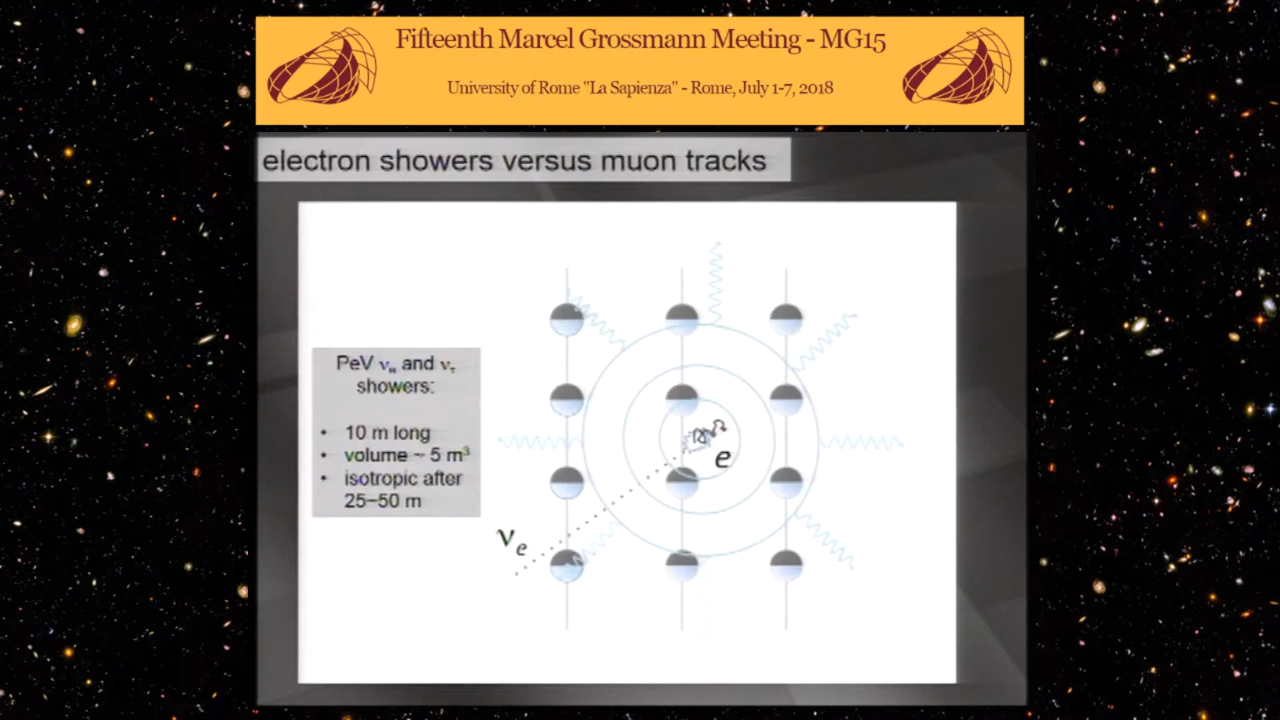 Fifteenth Marcel Grossmann Meeting - MG15
University of Rome "La Sapienza" - Rome, July 1-7, 2018
electron showers versus muon tracks
PeV ν and ντ
showers:
• 10 m long
• volume ~ 5 m³
• isotropic after
25−50 m
e
νe